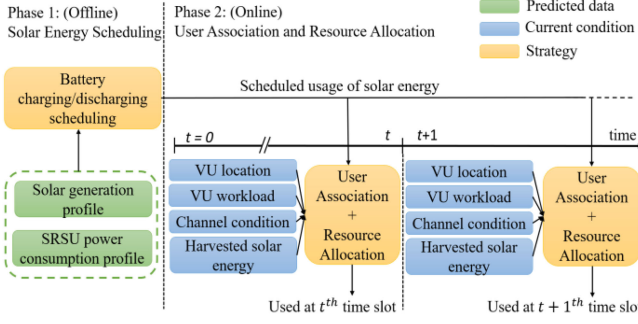 Phase 1: (Offline)
Solar Energy Scheduling
Phase 2: (Online)
User Association and Resource Allocation
Predicted data
Current condition
Strategy
Battery
charging/discharging
scheduling
Scheduled usage of solar energy
t = 0
t
t+1
time
Solar generation
profile
SRSU power
consumption profile
VU location
VU workload
Channel condition
Harvested solar
energy
User
Association
+
Resource
Allocation
VU location
VU workload
Channel condition
Harvested solar
energy
User
Association
+
Resource
Allocation
Used at t^th time slot
Used at t + 1^th time slot